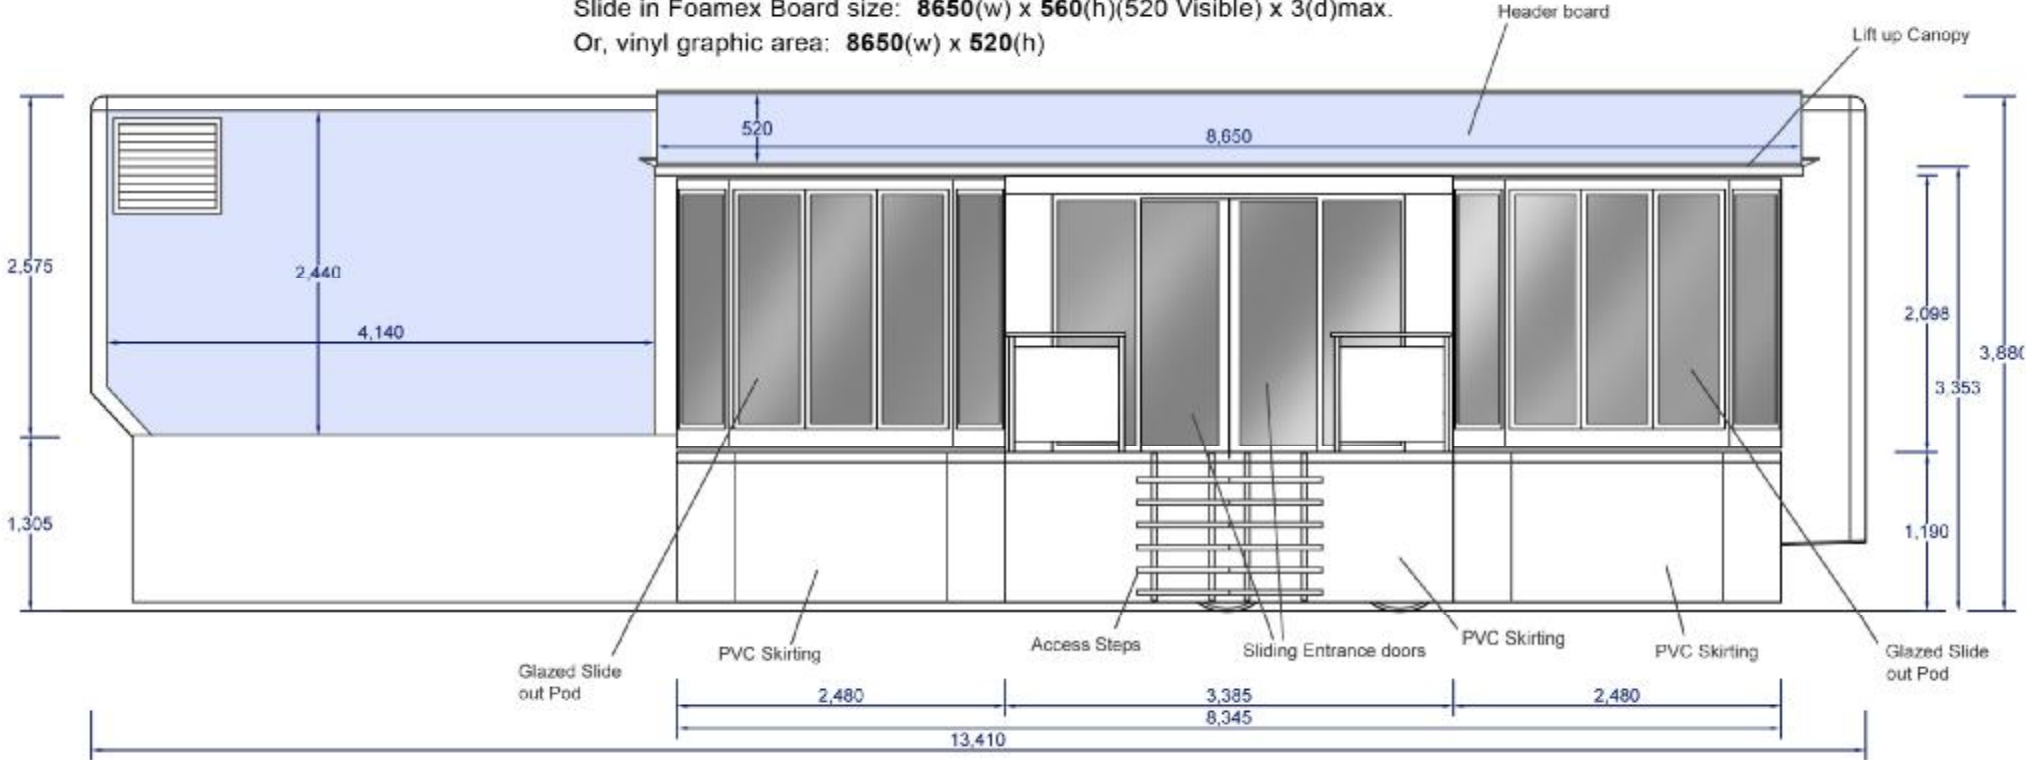 Slide in Foamex Board size: 8650(w) x 560(h)(520 Visible) x 3(d)max.
Or, vinyl graphic area: 8650(w) x 520(h)
Header board
Lift up Canopy
520
8,650
2,575
2,440
4,140
2,098
3,880
3,353
1,305
1,190
Glazed Slide
out Pod
PVC Skirting
Access Steps
Sliding Entrance doors
PVC Skirting
PVC Skirting
Glazed Slide
out Pod
2,480
3,385
2,480
8,345
13,410